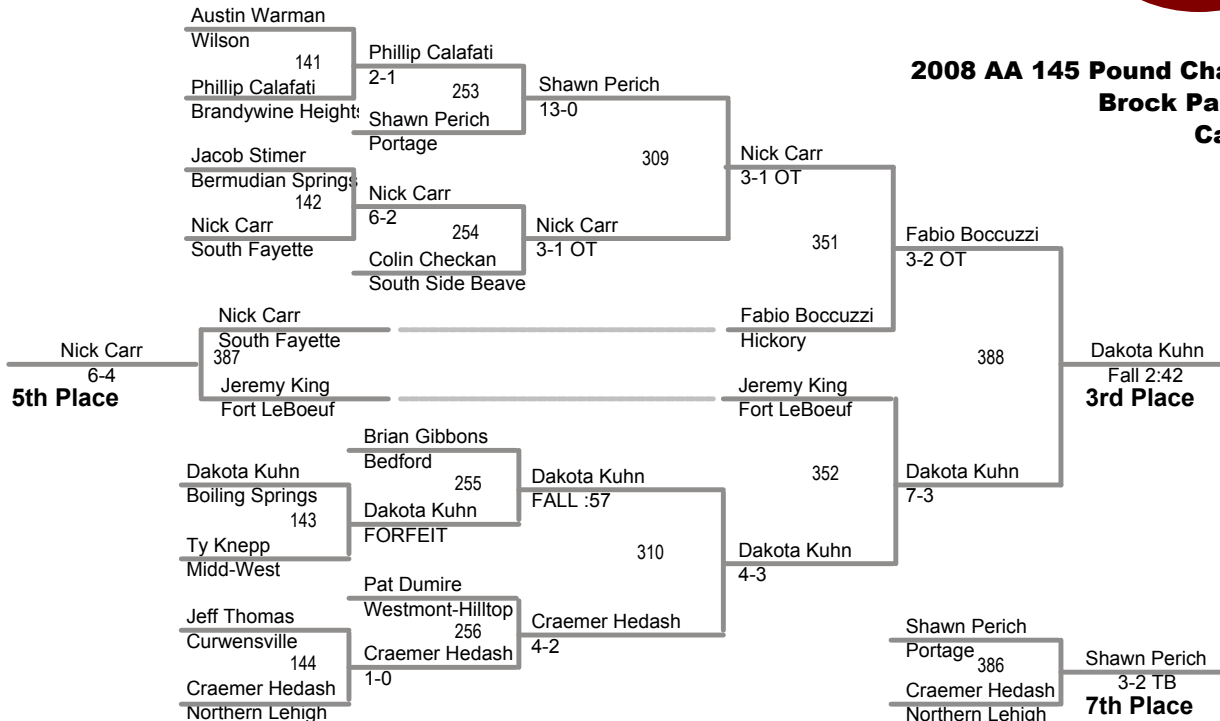 Austin Warman
Wilson
141
Phillip Calafati
Brandywine Heights
Phillip Calafati
2-1
253
Shawn Perich
Portage
Shawn Perich
13-0
2008 AA 145 Pound Cha
Brock Pa
Ca
Jacob Stimer
Bermudian Springs
142
Nick Carr
South Fayette
Nick Carr
6-2
254
Colin Checkan
South Side Beave
Nick Carr
3-1 OT
309
Nick Carr
3-1 OT
351
Fabio Boccuzzi
Hickory
Fabio Boccuzzi
3-2 OT
Nick Carr
South Fayette
387
Jeremy King
Fort LeBoeuf
Nick Carr
6-4
5th Place
Jeremy King
Fort LeBoeuf
388
Dakota Kuhn
Fall 2:42
3rd Place
Brian Gibbons
Bedford
255
Dakota Kuhn
Boiling Springs
143
Ty Knepp
Midd-West
Dakota Kuhn
FORFEIT
Dakota Kuhn
FALL :57
352
Dakota Kuhn
7-3
310
Dakota Kuhn
4-3
Pat Dumire
Westmont-Hilltop
256
Jeff Thomas
Curwensville
144
Craemer Hedash
Northern Lehigh
Craemer Hedash
1-0
Craemer Hedash
4-2
Shawn Perich
Portage
386
Craemer Hedash
Northern Lehigh
Shawn Perich
3-2 TB
7th Place